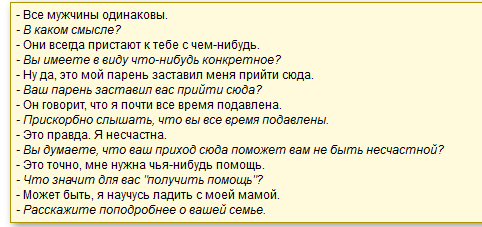 - Все мужчины одинаковы.
- В каком смысле?
- Они всегда пристают к тебе с чем-нибудь.
- Вы имеете в виду что-нибудь конкретное?
- Ну да, это мой парень заставил меня прийти сюда.
- Ваш парень заставил вас прийти сюда?
- Он говорит, что я почти все время подавлена.
- Прискорбно слышать, что вы все время подавлены.
- Это правда. Я несчастна.
- Вы думаете, что ваш приход сюда поможет вам не быть несчастной?
- Это точно, мне нужна чья-нибудь помощь.
- Что значит для вас "получить помощь"?
- Может быть, я научусь ладить с моей мамой.
- Расскажите поподробнее о вашей семье.